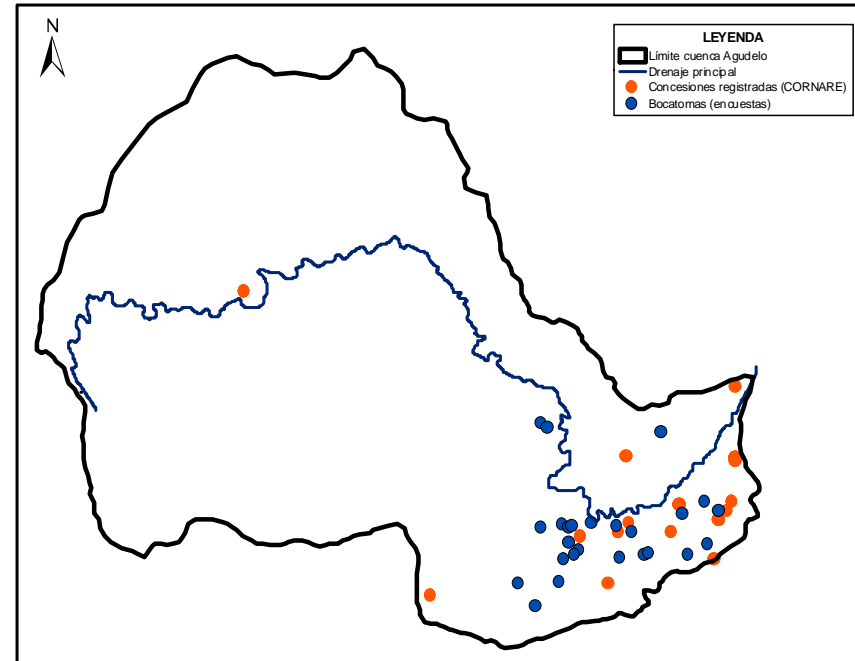 N
LEYENDA
Límite cuenca Agudelo
Drenaje principal
Concesiones registradas (CORNARE)
Bocatomas (encuestas)